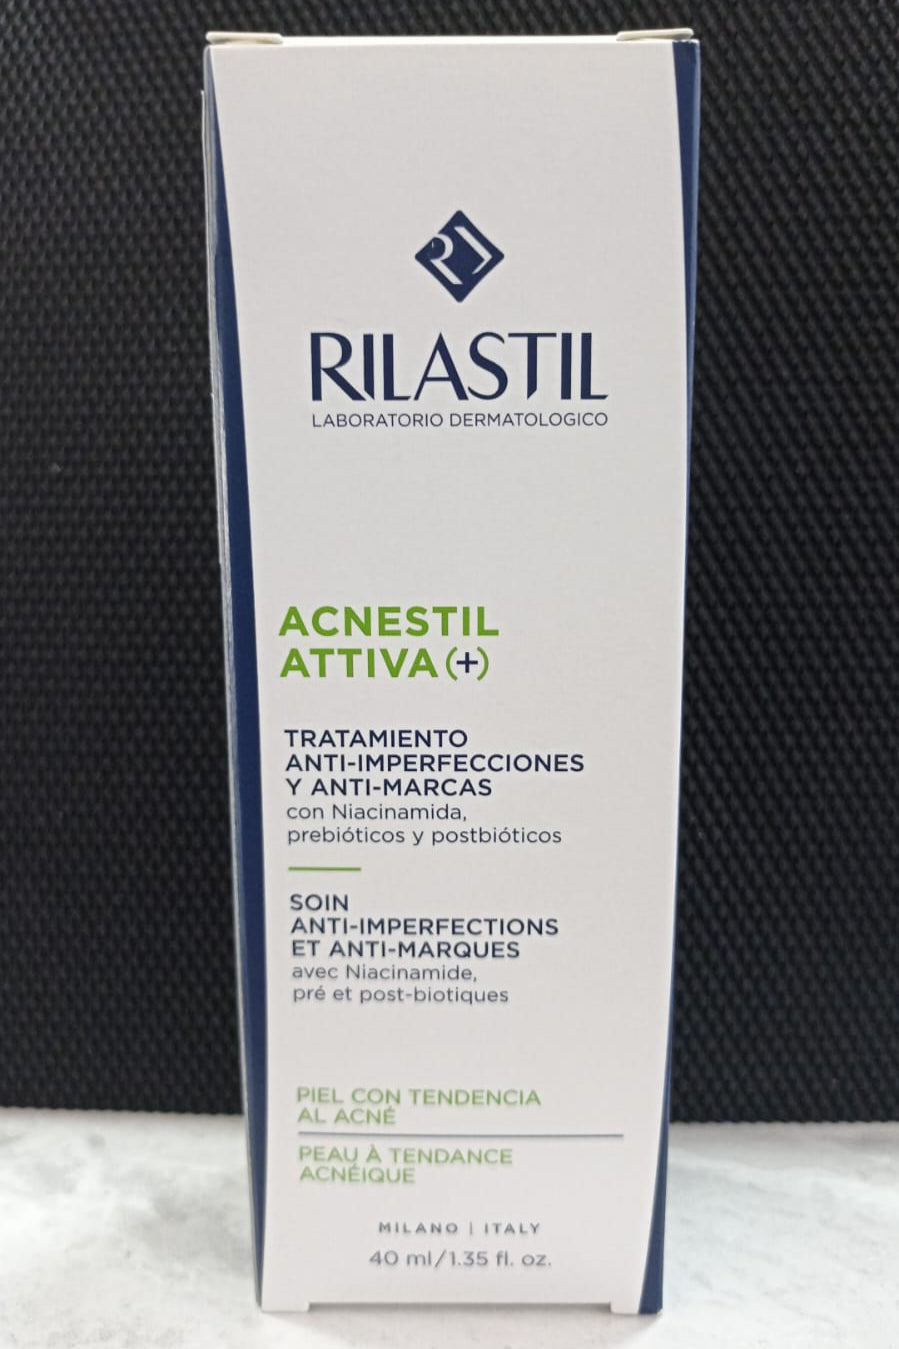 RILASTIL
LABORATORIO DERMATOLOGICO
ACNESTIL
ATTIVA(+)
TRATAMIENTO
ANTI-IMPERFECCIONES
Y ANTI-MARCAS
con Niacinamida,
prebióticos y postbióticos
SOIN
ANTI-IMPERFECTIONS
ET ANTI-MARQUES
avec Niacinamide,
pré et post-biotiques
PIEL CON TENDENCIA
AL ACNÉ
PEAU À TENDANCE
ACNÉIQUE
MILANO | ITALY
40 ml/1.35 fl. oz.